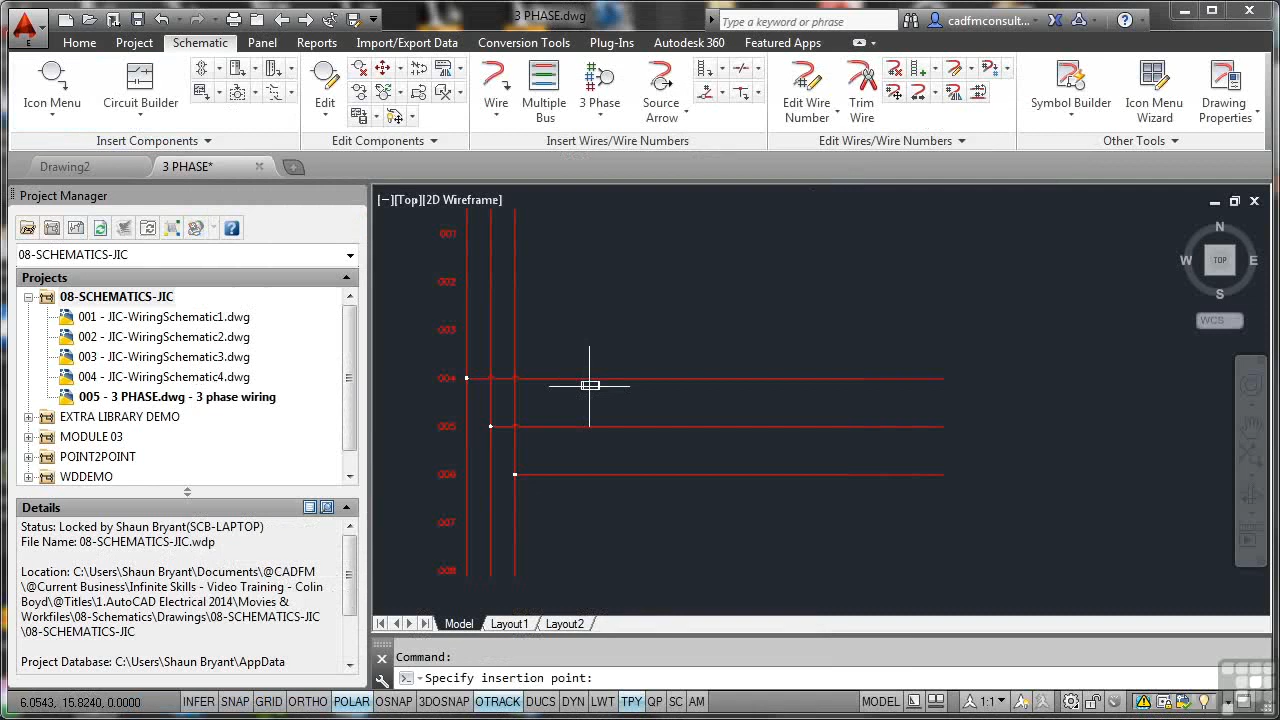 3 PHASE.dwg
Type a keyword or phrase
cadfmconsult...
E
Home Project Schematic Panel Reports Import/Export Data Conversion Tools Plug-Ins Autodesk 360 Featured Apps
Icon Menu
Circuit Builder
Edit
Wire
Multiple Bus
3 Phase
Source Arrow
Edit Wire Number
Trim Wire
Symbol Builder
Icon Menu Wizard
Drawing Properties
Insert Components
Edit Components
Insert Wires/Wire Numbers
Edit Wires/Wire Numbers
Other Tools
Drawing2
3 PHASE*
Project Manager
08-SCHEMATICS-JIC
Projects
08-SCHEMATICS-JIC
001 - JIC-WiringSchematic1.dwg
002 - JIC-WiringSchematic2.dwg
003 - JIC-WiringSchematic3.dwg
004 - JIC-WiringSchematic4.dwg
005 - 3 PHASE.dwg - 3 phase wiring
EXTRA LIBRARY DEMO
MODULE 03
POINT2POINT
WDDEMO
Details
Status: Locked by Shaun Bryant(SCB-LAPTOP)
File Name: 08-SCHEMATICS-JIC.wdp
Location: C:\Users\Shaun Bryant\Documents\@CADFM
\@Current Business\Infinite Skills - Video Training - Colin
Boyd\@Titles\1.AutoCAD Electrical 2014\Movies &
Workfiles\08-Schematics\Drawings\08-SCHEMATICS-JIC
\08-SCHEMATICS-JIC
Project Database: C:\Users\Shaun Bryant\AppData
[−][Top][2D Wireframe]
001
002
003
004
005
006
007
008
N
W
TOP
E
S
WCS
Model Layout1 Layout2
Command:
Specify insertion point:
6.0543, 15.8240, 0.0000
INFER SNAP GRID ORTHO POLAR OSNAP 3DOSNAP OTRACK DUCS DYN LWT TPY QP SC AM
MODEL
1:1